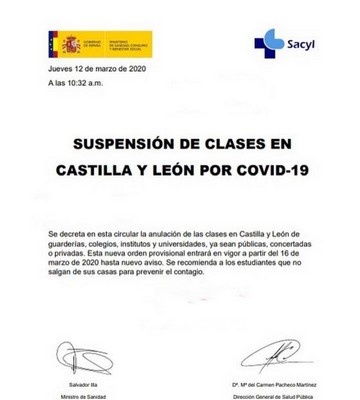 GOBIERNO DE ESPAÑA
MINISTERIO DE SANIDAD, CONSUMO Y BIENESTAR SOCIAL
Sacyl
Jueves 12 de marzo de 2020
A las 10:32 a.m.
SUSPENSIÓN DE CLASES EN
CASTILLA Y LEÓN POR COVID-19
Se decreta en esta circular la anulación de las clases en Castilla y León de
guarderías, colegios, institutos y universidades, ya sean públicas, concertadas
o privadas. Esta nueva orden provisional entrará en vigor a partir del 16 de
marzo de 2020 hasta nuevo aviso. Se recomienda a los estudiantes que no
salgan de sus casas para prevenir el contagio.
Salvador Illa
Dª. Mª del Carmen Pacheco Martínez
Ministro de Sanidad
Dirección General de Salud Pública